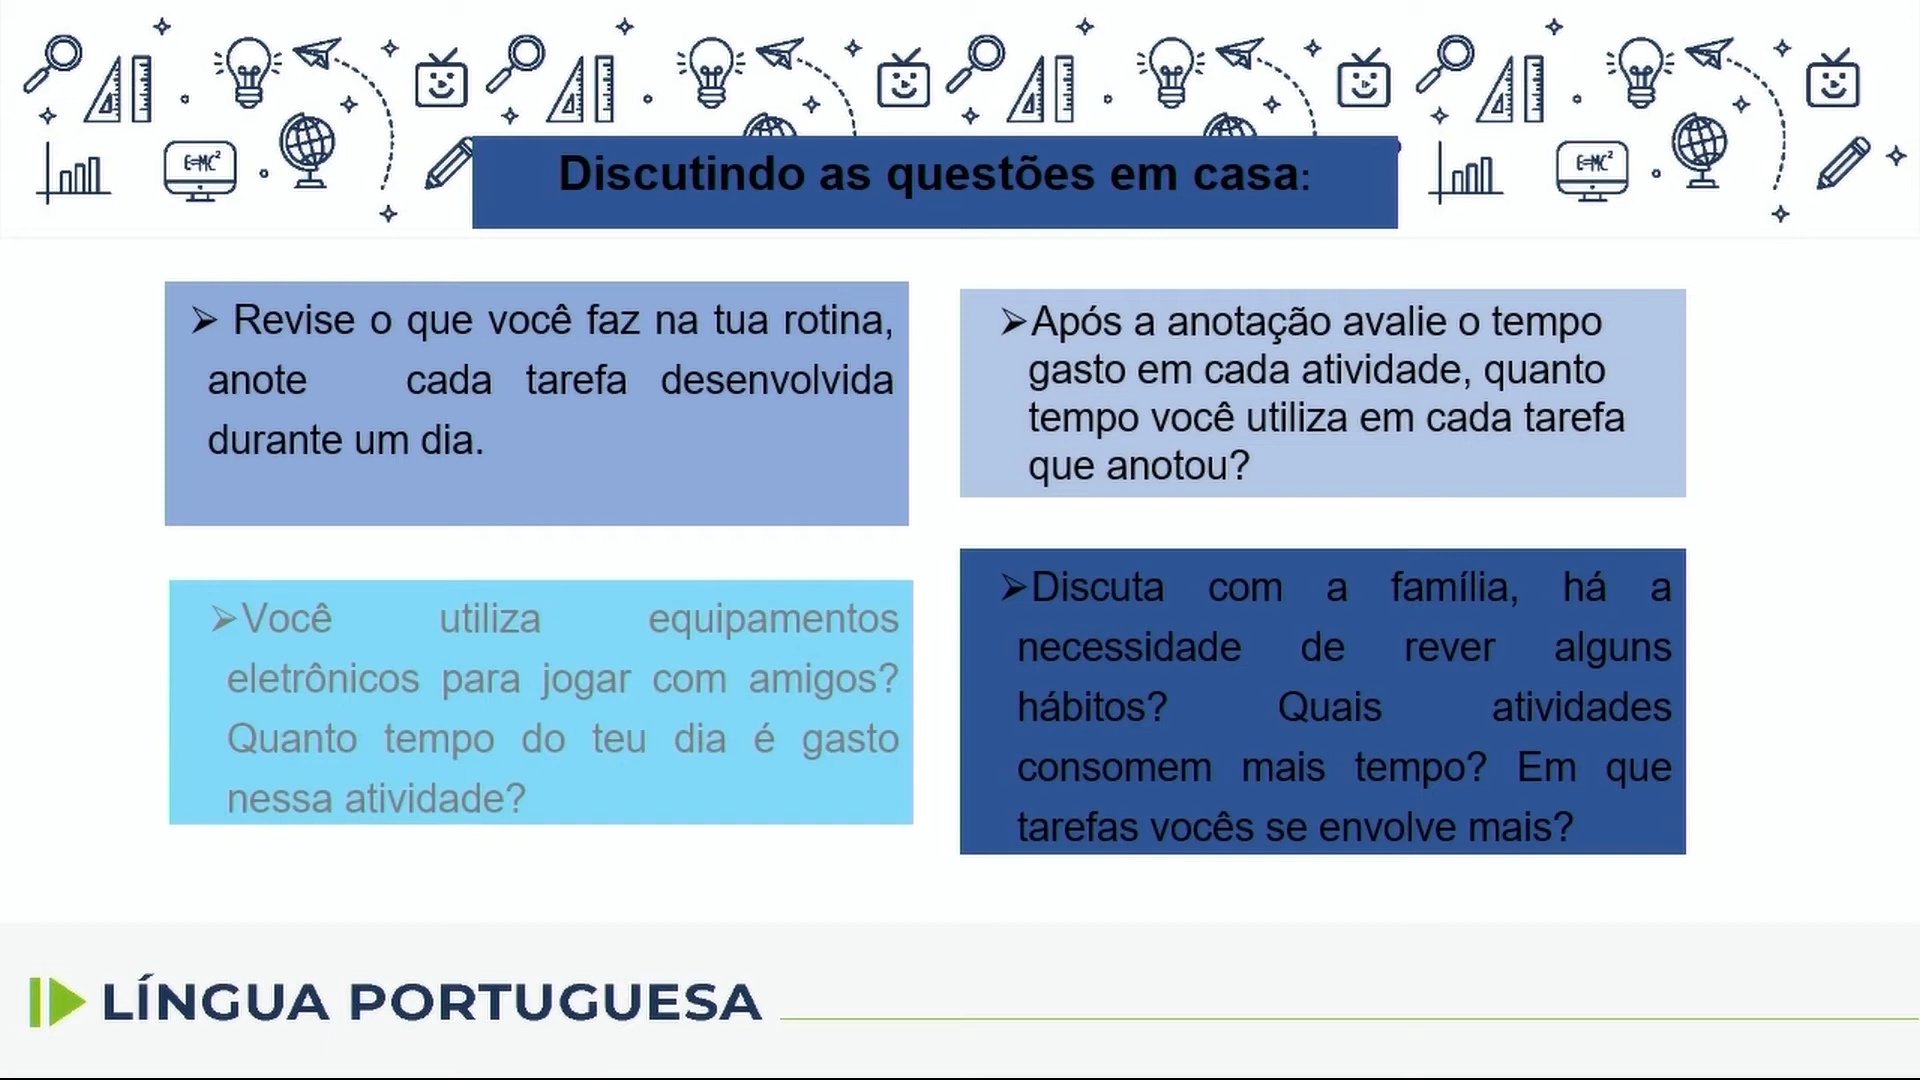 E=MC²
E=MC²
Discutindo as questões em casa:
➢ Revise o que você faz na tua rotina,
anote cada tarefa desenvolvida
durante um dia.
➢Após a anotação avalie o tempo
gasto em cada atividade, quanto
tempo você utiliza em cada tarefa
que anotou?
➢Você utiliza equipamentos
eletrônicos para jogar com amigos?
Quanto tempo do teu dia é gasto
nessa atividade?
➢Discuta com a família, há a
necessidade de rever alguns
hábitos? Quais atividades
consomem mais tempo? Em que
tarefas vocês se envolve mais?
LÍNGUA PORTUGUESA